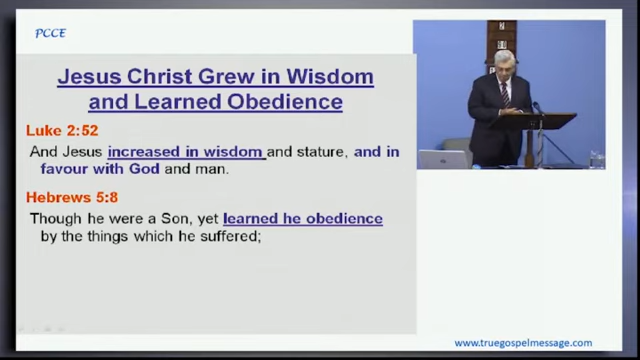 PCCE
Jesus Christ Grew in Wisdom
and Learned Obedience
Luke 2:52
And Jesus increased in wisdom and stature, and in
favour with God and man.
Hebrews 5:8
Though he were a Son, yet learned he obedience
by the things which he suffered;
www.truegospelmessage.com